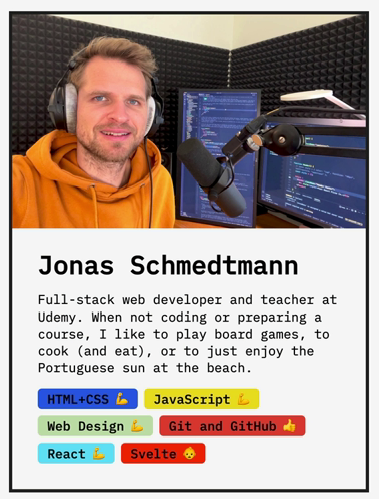 Jonas Schmedtmann
Full-stack web developer and teacher at
Udemy. When not coding or preparing a
course, I like to play board games, to
cook (and eat), or to just enjoy the
Portuguese sun at the beach.
HTML+CSS 💪 JavaScript 💪
Web Design 💪 Git and GitHub 👍
React 💪 Svelte 👶